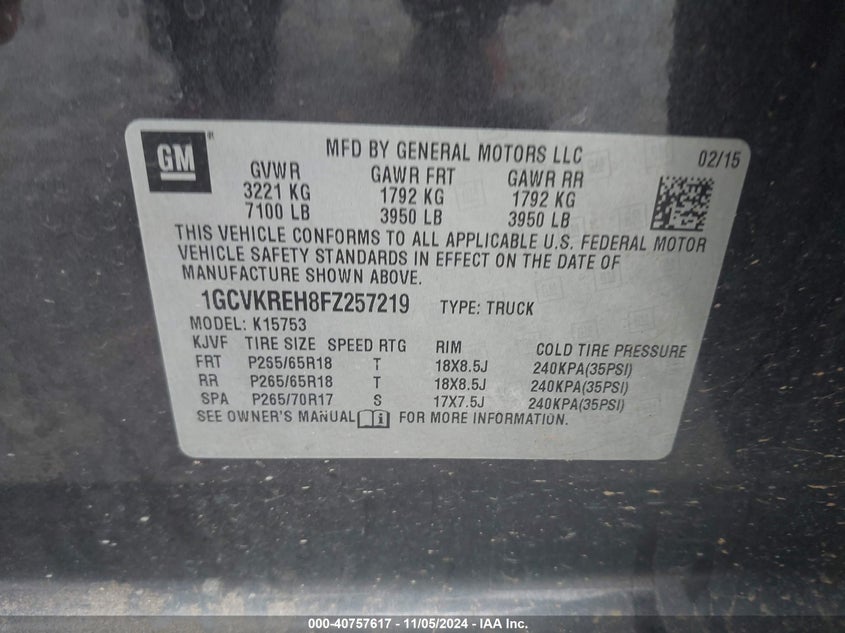 GM®
MFD BY GENERAL MOTORS LLC 02/15
GVWR GAWR FRT GAWR RR
3221 KG 1792 KG 1792 KG
7100 LB 3950 LB 3950 LB
THIS VEHICLE CONFORMS TO ALL APPLICABLE U.S. FEDERAL MOTOR
VEHICLE SAFETY STANDARDS IN EFFECT ON THE DATE OF
MANUFACTURE SHOWN ABOVE.
1GCVKREH8FZ257219 TYPE: TRUCK
MODEL: K15753
KJVF TIRE SIZE SPEED RTG RIM COLD TIRE PRESSURE
FRT P265/65R18 T 18X8.5J 240KPA(35PSI)
RR P265/65R18 T 18X8.5J 240KPA(35PSI)
SPA P265/70R17 S 17X7.5J 240KPA(35PSI)
SEE OWNER'S MANUAL FOR MORE INFORMATION.
000-40757617 - 11/05/2024 - IAA Inc.